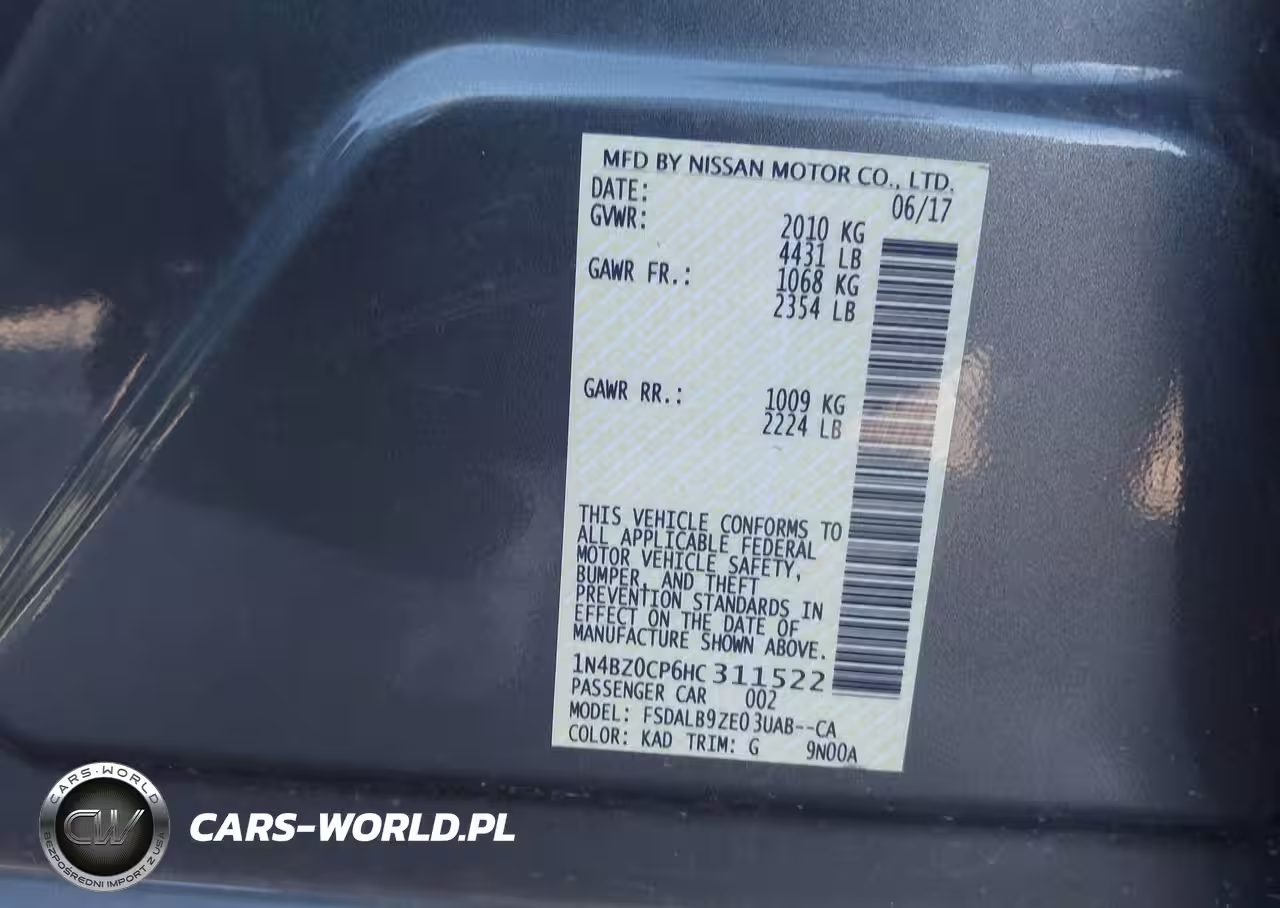 MFD BY NISSAN MOTOR CO., LTD.
DATE: 06/17
GVWR: 2010 KG
4431 LB
GAWR FR.: 1068 KG
2354 LB
GAWR RR.: 1009 KG
2224 LB
THIS VEHICLE CONFORMS TO
ALL APPLICABLE FEDERAL
MOTOR VEHICLE SAFETY,
BUMPER, AND THEFT
PREVENTION STANDARDS IN
EFFECT ON THE DATE OF
MANUFACTURE SHOWN ABOVE.
1N4BZ0CP6HC 311522
PASSENGER CAR 002
MODEL: FSDALB9ZE03UAB--CA
COLOR: KAD TRIM: G 9N00A
CARS-WORLD
CW
BEZPOŚREDNI IMPORT Z USA
CARS-WORLD.PL